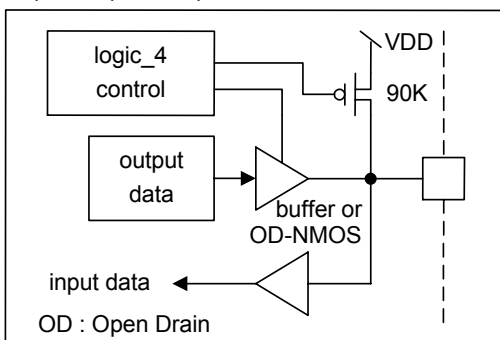 logic_4
control
VDD
90K
output
data
buffer or
OD-NMOS
input data
OD : Open Drain